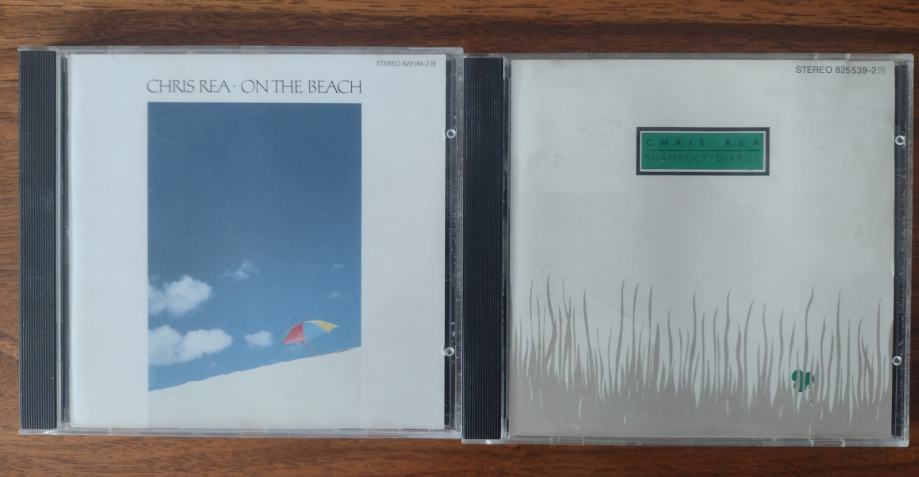 STEREO 829 194-2
CHRIS REA · ON THE BEACH
STEREO 825 539-2
CHRIS · REA
SHAMROCK · DIARIES